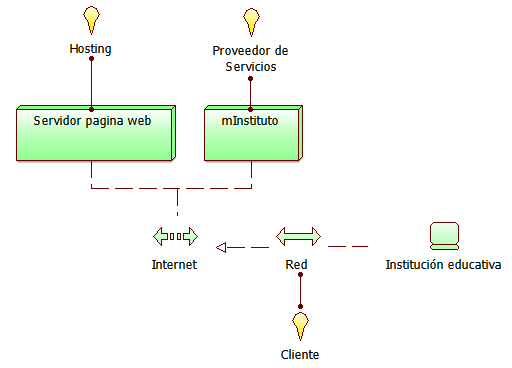 Hosting
Proveedor de
Servicios
Servidor pagina web
mInstituto
Internet
Red
Institución educativa
Cliente